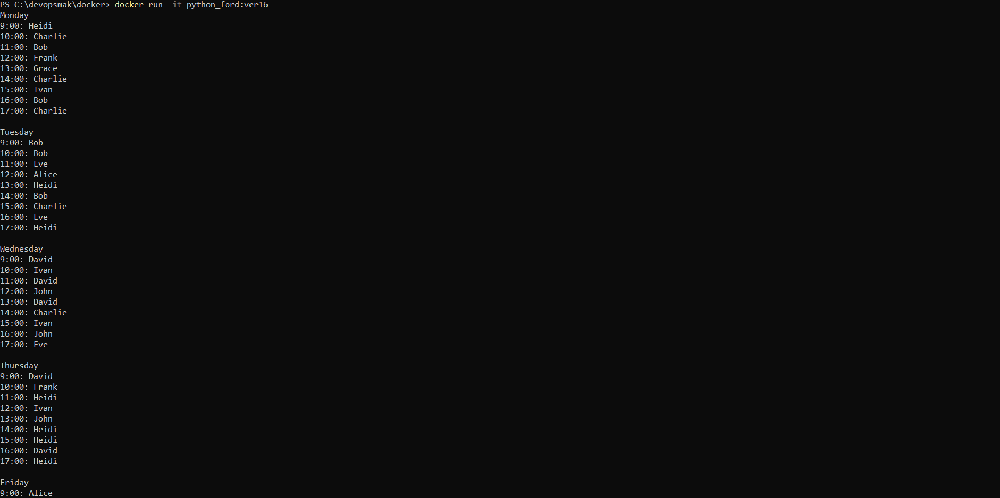 PS C:\devopsmak\docker> docker run -it python_ford:ver16
Monday
9:00: Heidi
10:00: Charlie
11:00: Bob
12:00: Frank
13:00: Grace
14:00: Charlie
15:00: Ivan
16:00: Bob
17:00: Charlie

Tuesday
9:00: Bob
10:00: Bob
11:00: Eve
12:00: Alice
13:00: Heidi
14:00: Bob
15:00: Charlie
16:00: Eve
17:00: Heidi

Wednesday
9:00: David
10:00: Ivan
11:00: David
12:00: John
13:00: David
14:00: Charlie
15:00: Ivan
16:00: John
17:00: Eve

Thursday
9:00: David
10:00: Frank
11:00: Heidi
12:00: Ivan
13:00: John
14:00: Heidi
15:00: Heidi
16:00: David
17:00: Heidi

Friday
9:00: Alice